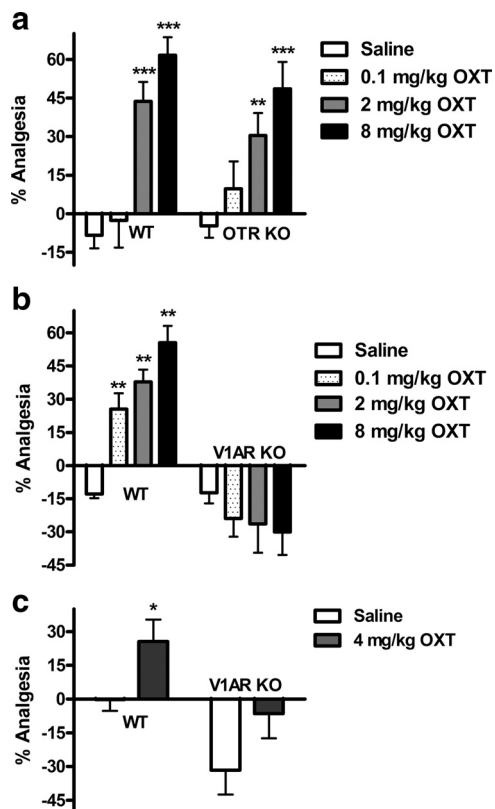 a
% Analgesia
60
45
30
15
0
-15
***
***
**
***
WT
OTR KO
Saline
0.1 mg/kg OXT
2 mg/kg OXT
8 mg/kg OXT
b
% Analgesia
60
45
30
15
0
-15
-30
-45
**
**
**
WT
V1AR KO
Saline
0.1 mg/kg OXT
2 mg/kg OXT
8 mg/kg OXT
c
% Analgesia
30
15
0
-15
-30
-45
*
WT
V1AR KO
Saline
4 mg/kg OXT